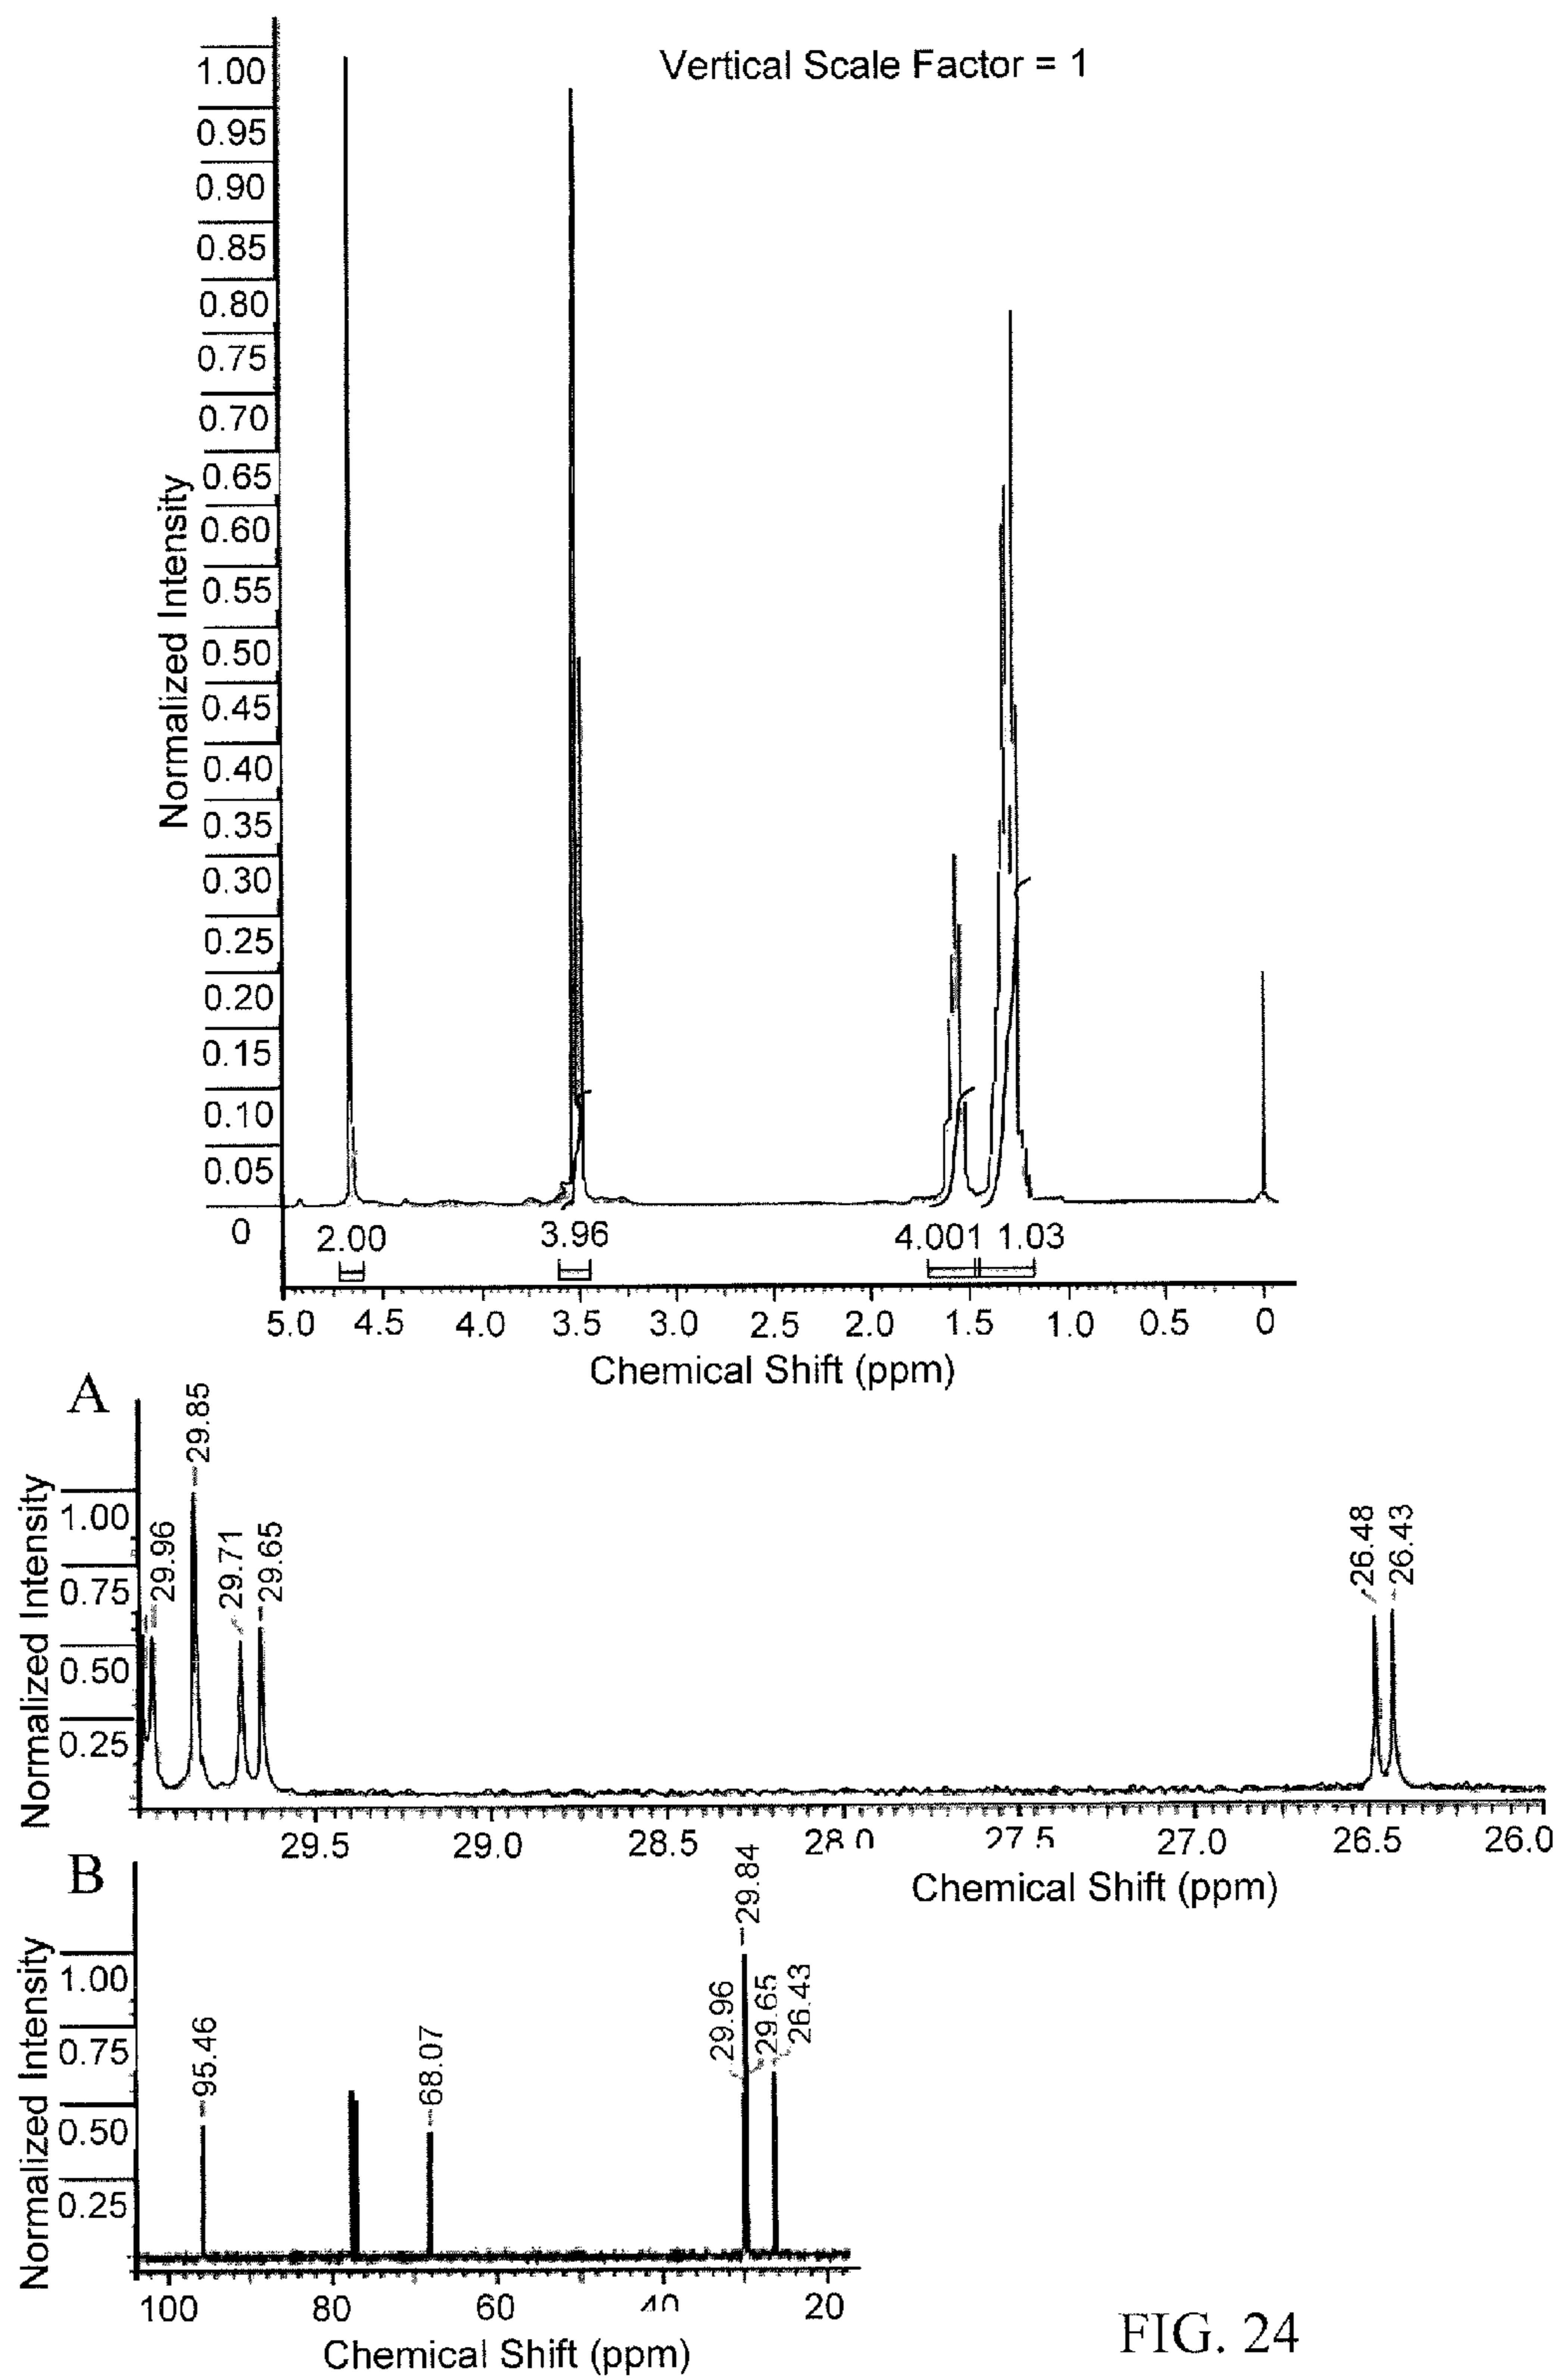 Vertical Scale Factor = 1
1.00
0.95
0.90
0.85
0.80
0.75
0.70
0.65
0.60
0.55
0.50
0.45
0.40
0.35
0.30
0.25
0.20
0.15
0.10
0.05
0
Normalized Intensity
2.00 3.96 4.001 1.03
5.0 4.5 4.0 3.5 3.0 2.5 2.0 1.5 1.0 0.5 0
Chemical Shift (ppm)
A
Normalized Intensity
1.00
0.75
0.50
0.25
29.96
29.85
29.71
29.65
26.48
26.43
29.5 29.0 28.5 28.0 27.5 27.0 26.5 26.0
Chemical Shift (ppm)
B
Normalized Intensity
1.00
0.75
0.50
0.25
95.46
68.07
29.96
29.84
29.65
26.43
100 80 60 40 20
Chemical Shift (ppm)
FIG. 24